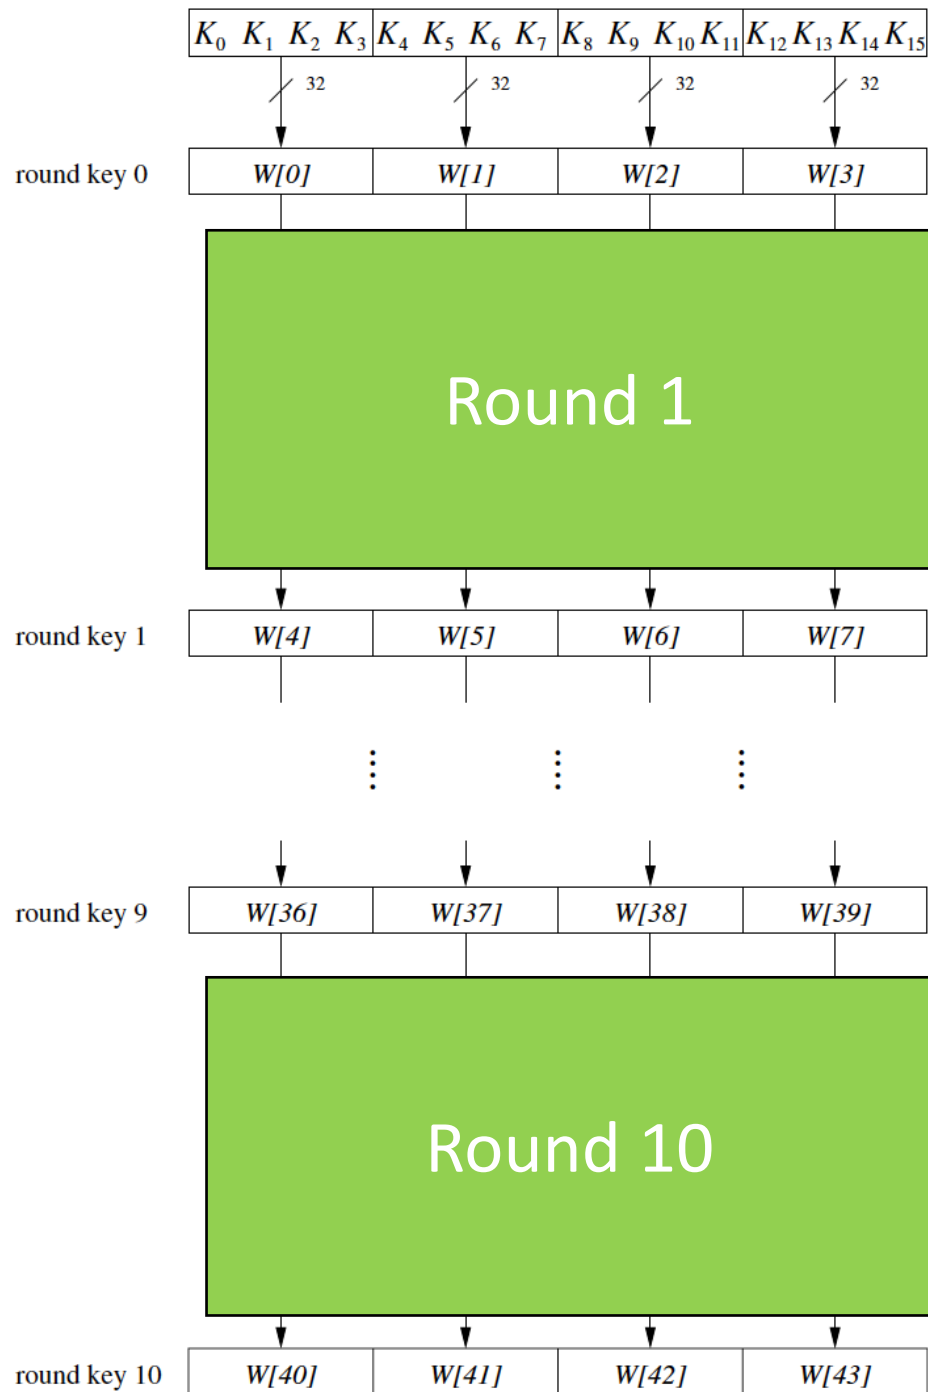 K₀ K₁ K₂ K₃ K₄ K₅ K₆ K₇ K₈ K₉ K₁₀ K₁₁ K₁₂ K₁₃ K₁₄ K₁₅
32 32 32 32
round key 0 W[0] W[1] W[2] W[3]
Round 1
round key 1 W[4] W[5] W[6] W[7]
round key 9 W[36] W[37] W[38] W[39]
Round 10
round key 10 W[40] W[41] W[42] W[43]